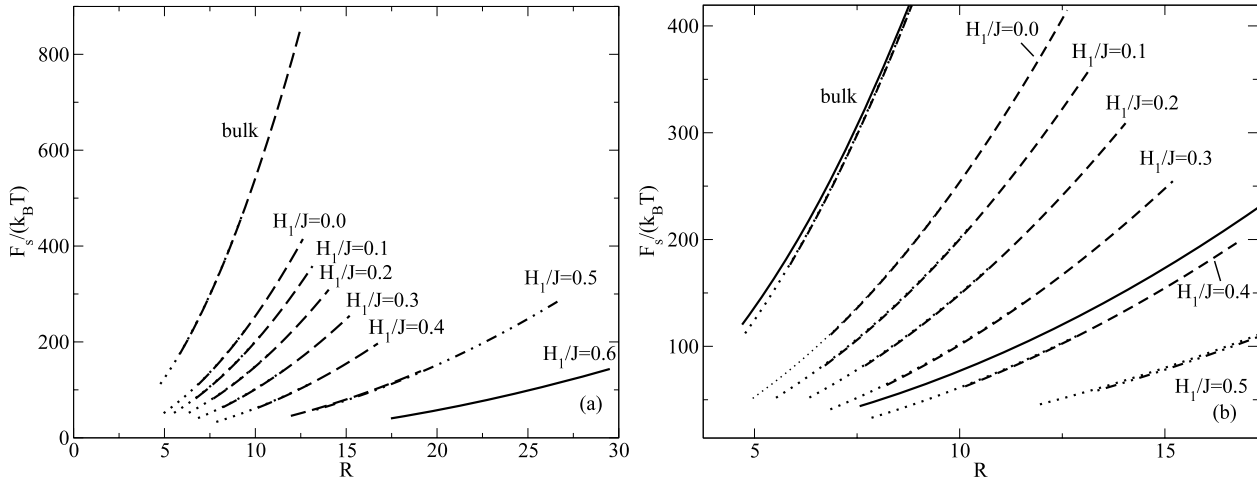 800
600
400
200
0
F_s/(k_BT)
0
5
10
15
20
25
30
R
bulk
H_1/J=0.0
H_1/J=0.1
H_1/J=0.2
H_1/J=0.3
H_1/J=0.4
H_1/J=0.5
H_1/J=0.6
(a)
400
300
200
100
0
F_s/(k_BT)
5
10
15
R
bulk
H_1/J=0.0
H_1/J=0.1
H_1/J=0.2
H_1/J=0.3
H_1/J=0.4
H_1/J=0.5
(b)